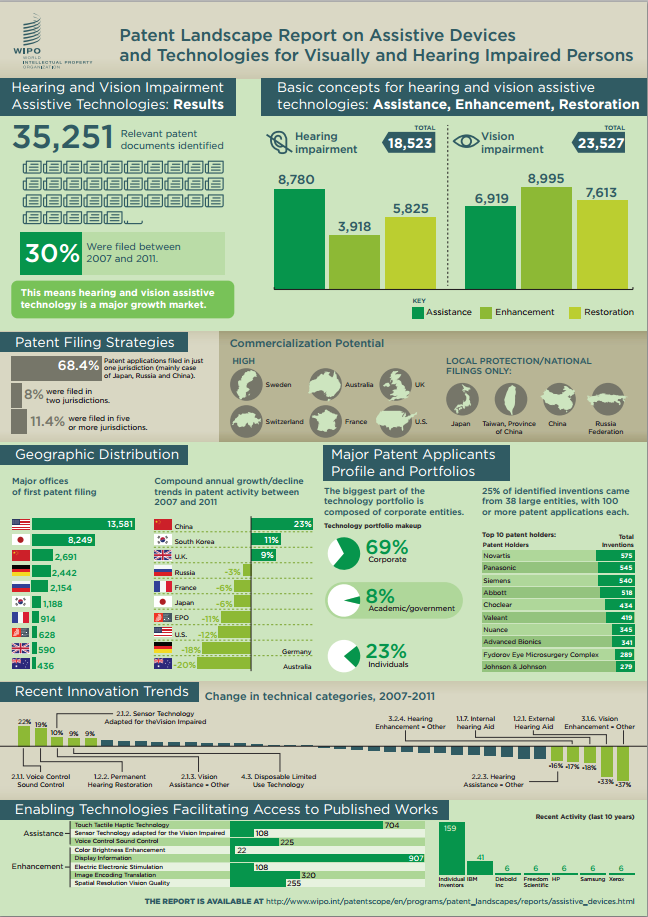 WIPO
WORLD
INTELLECTUAL PROPERTY
ORGANIZATION
Patent Landscape Report on Assistive Devices
and Technologies for Visually and Hearing Impaired Persons
Hearing and Vision Impairment
Assistive Technologies: Results
35,251
Relevant patent
documents identified
30%
Were filed between
2007 and 2011.
This means hearing and vision assistive
technology is a major growth market.
Basic concepts for hearing and vision assistive
technologies: Assistance, Enhancement, Restoration
Hearing
impairment
TOTAL
18,523
Vision
impairment
TOTAL
23,527
8,780
3,918
5,825
6,919
8,995
7,613
KEY
Assistance
Enhancement
Restoration
Patent Filing Strategies
68.4%
Patent applications filed in just
one jurisdiction (mainly case
of Japan, Russia and China).
8%
were filed in
two jurisdictions.
11.4%
were filed in five
or more jurisdictions.
Commercialization Potential
HIGH
Sweden
Australia
UK
Switzerland
France
U.S.
LOCAL PROTECTION/NATIONAL
FILINGS ONLY:
Japan
Taiwan, Province
of China
China
Russia
Federation
Geographic Distribution
Major offices
of first patent filing
13,581
8,249
2,691
2,442
2,154
1,188
914
628
590
436
Compound annual growth/decline
trends in patent activity between
2007 and 2011
China 23%
South Korea 11%
U.K. 9%
Russia -3%
France -6%
Japan -6%
EPO -11%
U.S. -12%
-18% Germany
-20% Australia
Major Patent Applicants
Profile and Portfolios
The biggest part of the
technology portfolio is
composed of corporate entities.
Technology portfolio makeup
69%
Corporate
8%
Academic/government
23%
Individuals
25% of identified inventions came
from 38 large entities, with 100
or more patent applications each.
Top 10 patent holders:
Patent Holders
Total
Inventions
Novartis 575
Panasonic 545
Siemens 540
Abbott 518
Choclear 434
Valeant 419
Nuance 345
Advanced Bionics 341
Fydorov Eye Microsurgery Complex 289
Johnson & Johnson 279
Recent Innovation Trends
Change in technical categories, 2007-2011
22%
19%
10%
9%
9%
2.1.2. Sensor Technology
Adapted for theVision Impaired
3.2.4. Hearing
Enhancement = Other
1.1.7. Internal
hearing Aid
1.2.1. External
Hearing Aid
3.1.6. Vision
Enhancement = Other
2.1.1. Voice Control
Sound Control
1.2.2. Permanent
Hearing Restoration
2.1.3. Vision
Assistance = Other
4.3. Disposable Limited
Use Technology
2.2.3. Hearing
Assistance = Other
-16%
-17%
-18%
-33%
-37%
Enabling Technologies Facilitating Access to Published Works
Assistance
Enhancement
Touch Tactile Haptic Technology 704
Sensor Technology adapted for the Vision Impaired 108
Voice Control Sound Control 225
Color Brightness Enhancement 22
Display Information 907
Electric Electronic Stimulation 108
Image Encoding Translation 320
Spatial Resolution Vision Quality 255
Recent Activity (last 10 years)
159
41
6
6
6
6
6
Individual
Inventors
IBM
Diebold
Inc
Freedom
Scientific
HP
Samsung
Xerox
THE REPORT IS AVAILABLE AT http://www.wipo.int/patentscope/en/programs/patent_landscapes/reports/assistive_devices.html